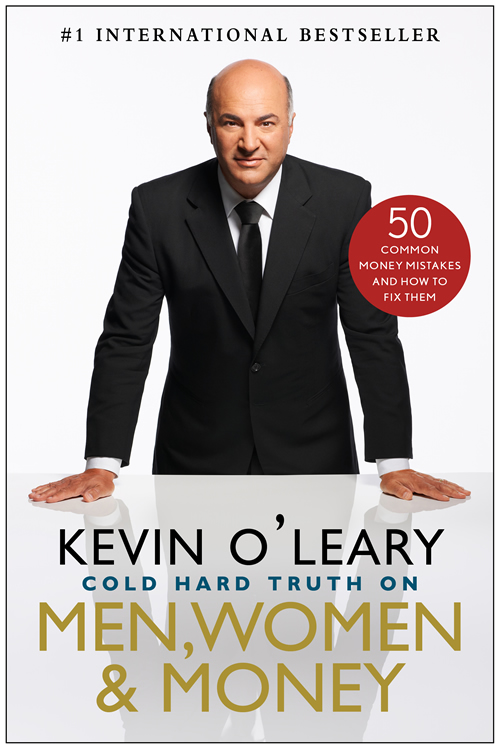 #1 INTERNATIONAL BESTSELLER
50
COMMON
MONEY MISTAKES
AND HOW TO
FIX THEM
KEVIN O'LEARY
COLD HARD TRUTH ON
MEN, WOMEN
& MONEY